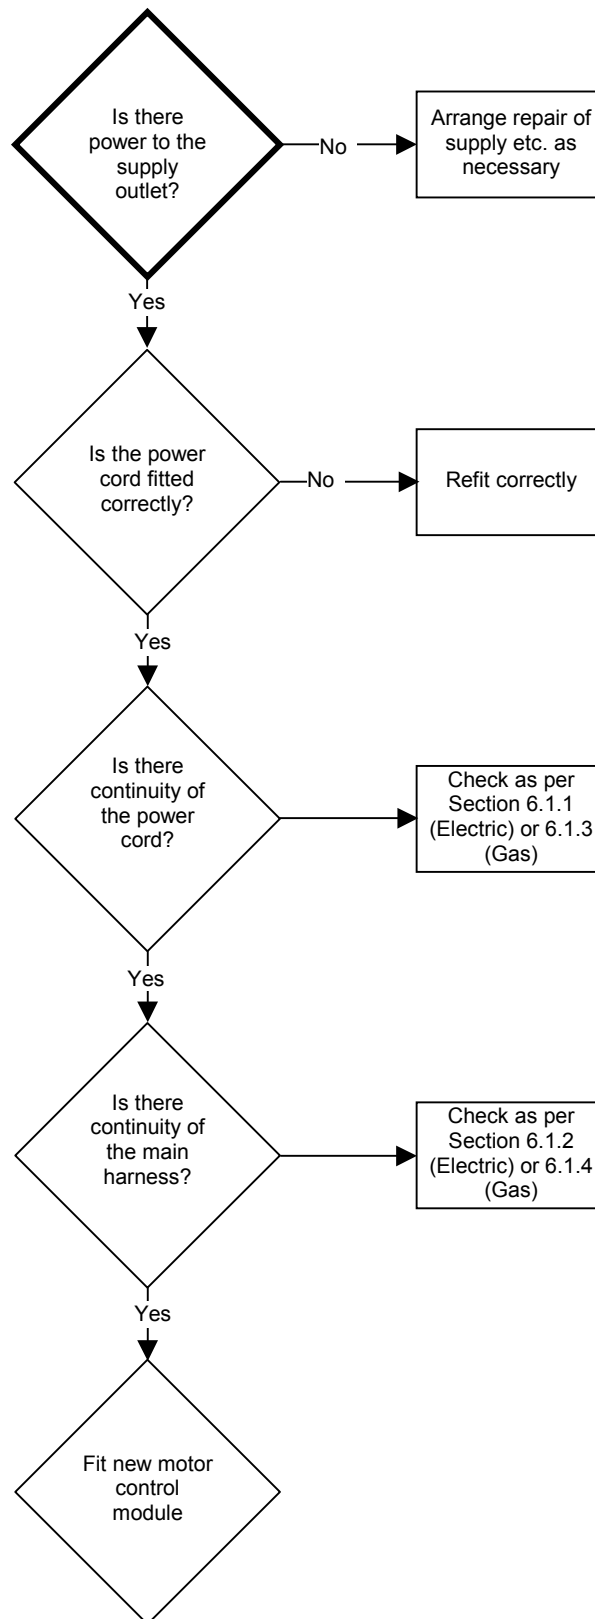 Is there
power to the
supply
outlet?
No
Arrange repair of
supply etc. as
necessary
Yes
Is the power
cord fitted
correctly?
No
Refit correctly
Yes
Is there
continuity of
the power
cord?
Check as per
Section 6.1.1
(Electric) or 6.1.3
(Gas)
Yes
Is there
continuity of
the main
harness?
Check as per
Section 6.1.2
(Electric) or 6.1.4
(Gas)
Yes
Fit new motor
control
module